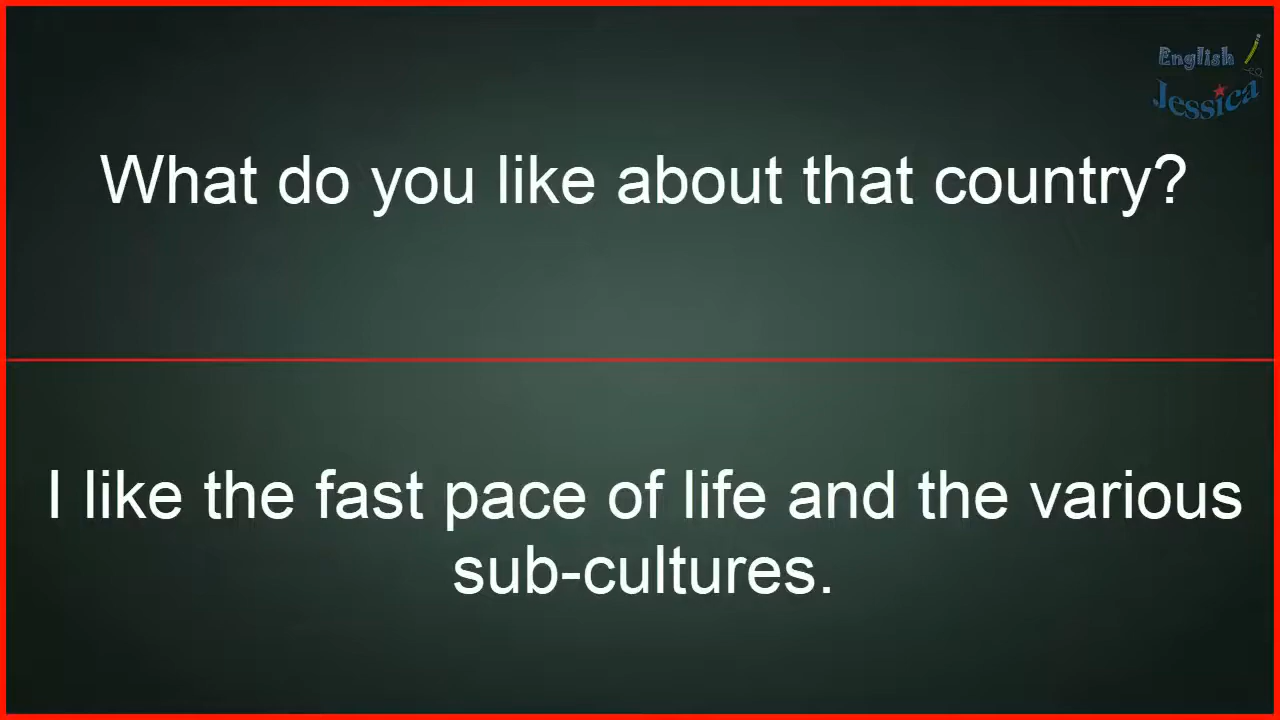 English
Jessica
What do you like about that country?
I like the fast pace of life and the various
sub-cultures.